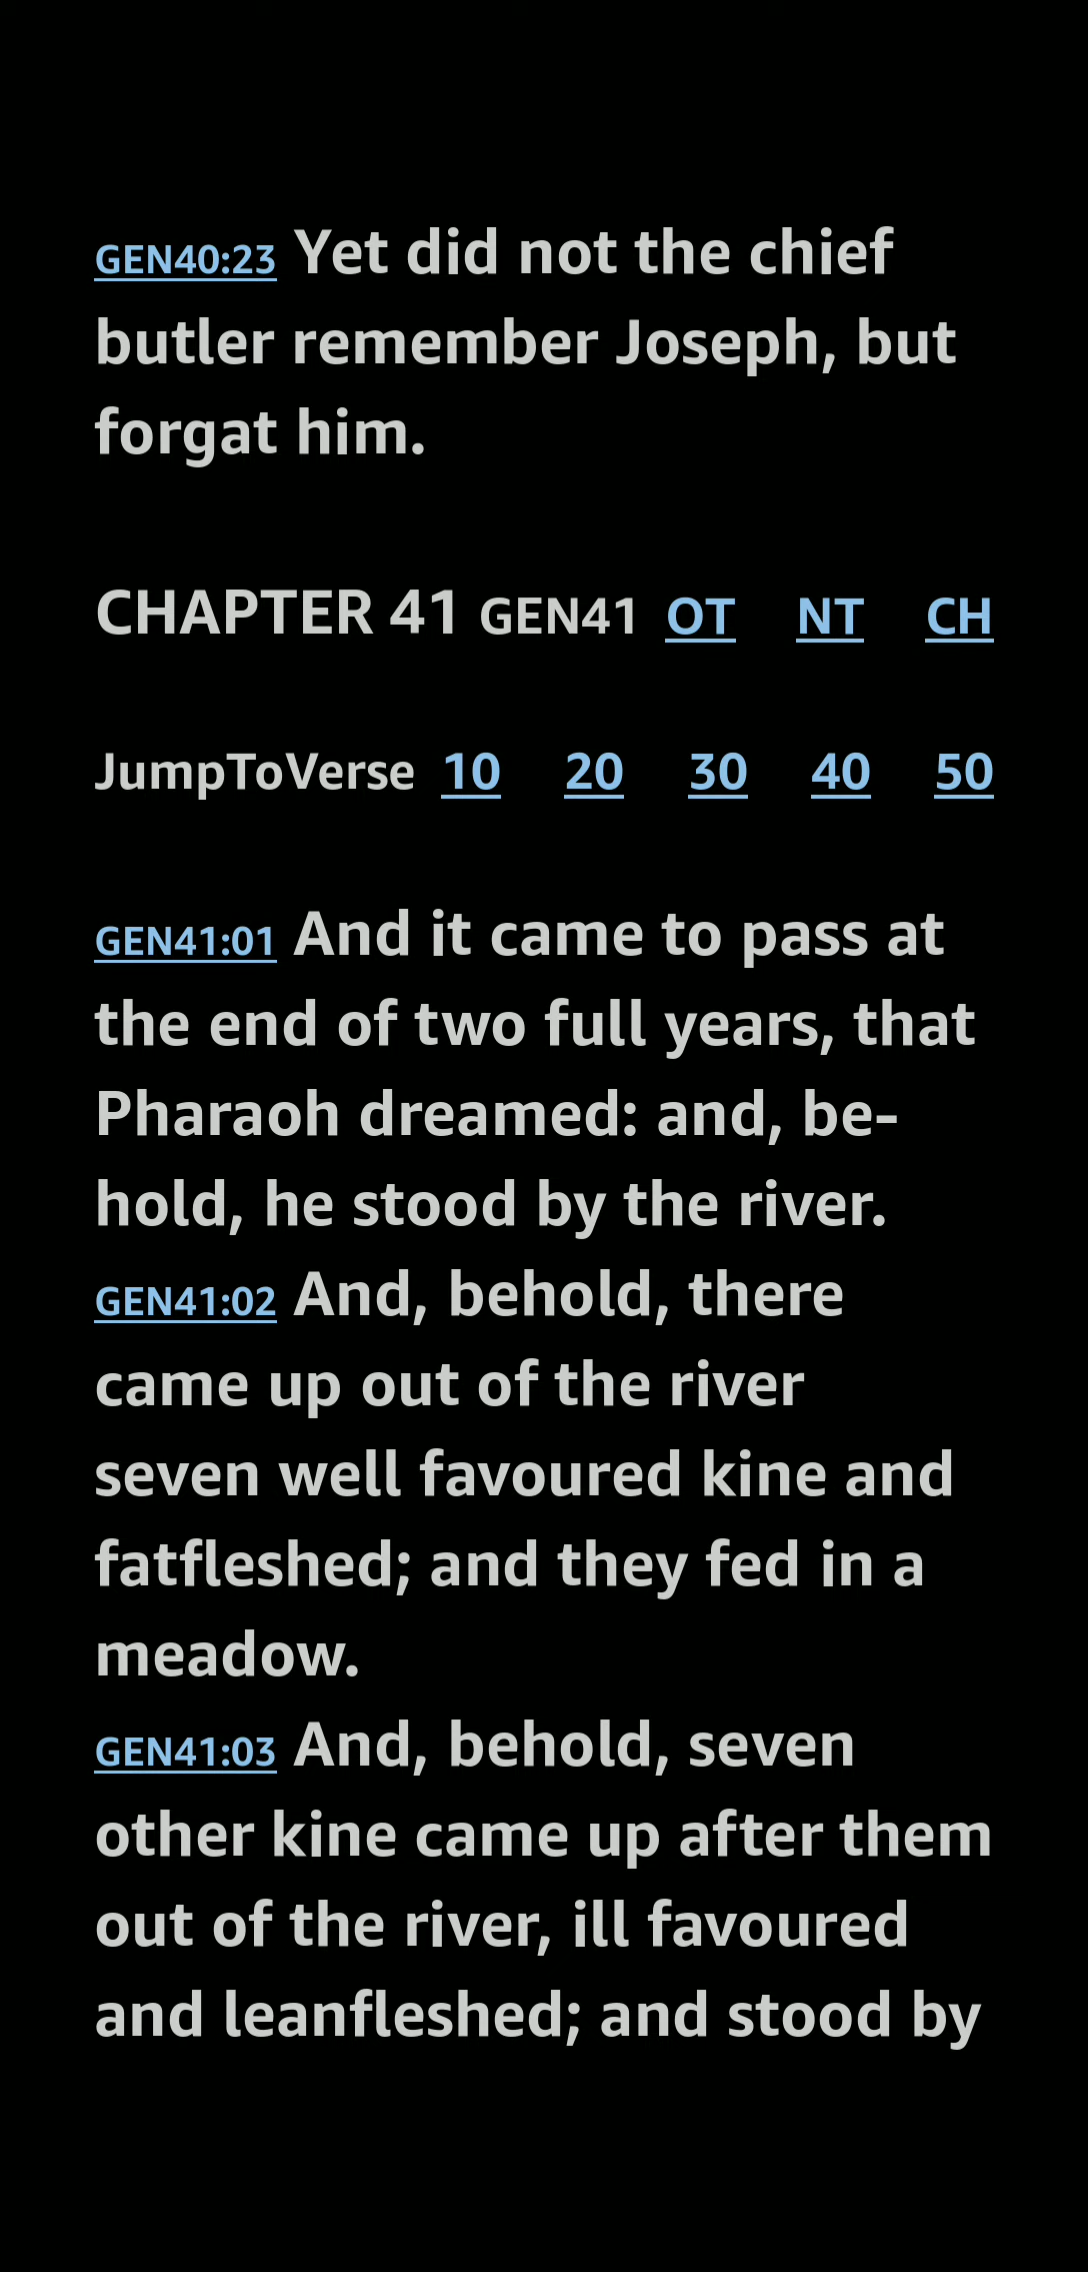 GEN40:23 Yet did not the chief
butler remember Joseph, but
forgat him.
CHAPTER 41 GEN41 OT NT CH
JumpToVerse 10 20 30 40 50
GEN41:01 And it came to pass at
the end of two full years, that
Pharaoh dreamed: and, be-
hold, he stood by the river.
GEN41:02 And, behold, there
came up out of the river
seven well favoured kine and
fatfleshed; and they fed in a
meadow.
GEN41:03 And, behold, seven
other kine came up after them
out of the river, ill favoured
and leanfleshed; and stood by